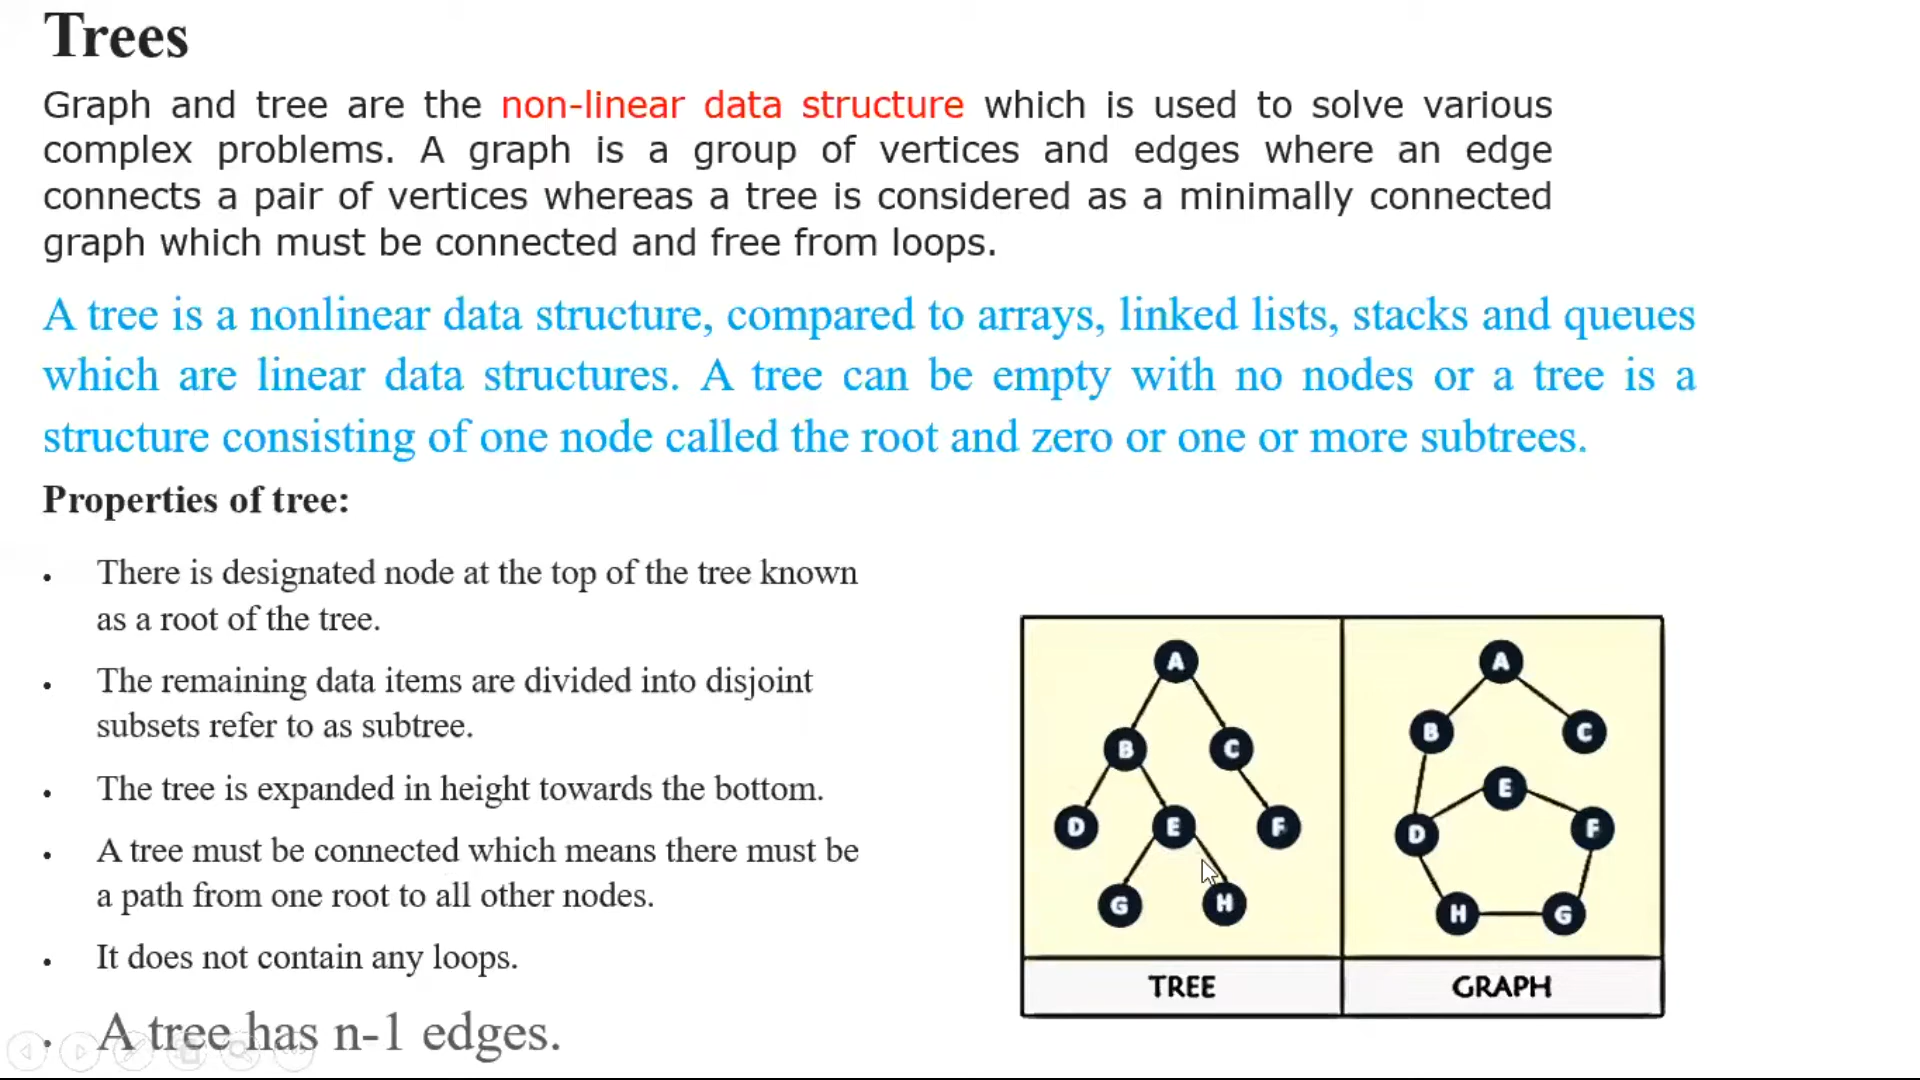 Trees
Graph and tree are the non-linear data structure which is used to solve various
complex problems. A graph is a group of vertices and edges where an edge
connects a pair of vertices whereas a tree is considered as a minimally connected
graph which must be connected and free from loops.
A tree is a nonlinear data structure, compared to arrays, linked lists, stacks and queues
which are linear data structures. A tree can be empty with no nodes or a tree is a
structure consisting of one node called the root and zero or one or more subtrees.
Properties of tree:
• There is designated node at the top of the tree known
as a root of the tree.
• The remaining data items are divided into disjoint
subsets refer to as subtree.
• The tree is expanded in height towards the bottom.
• A tree must be connected which means there must be
a path from one root to all other nodes.
• It does not contain any loops.
• A tree has n-1 edges.
A
B C
D E F
G H
TREE
A
B C
E
D F
H G
GRAPH